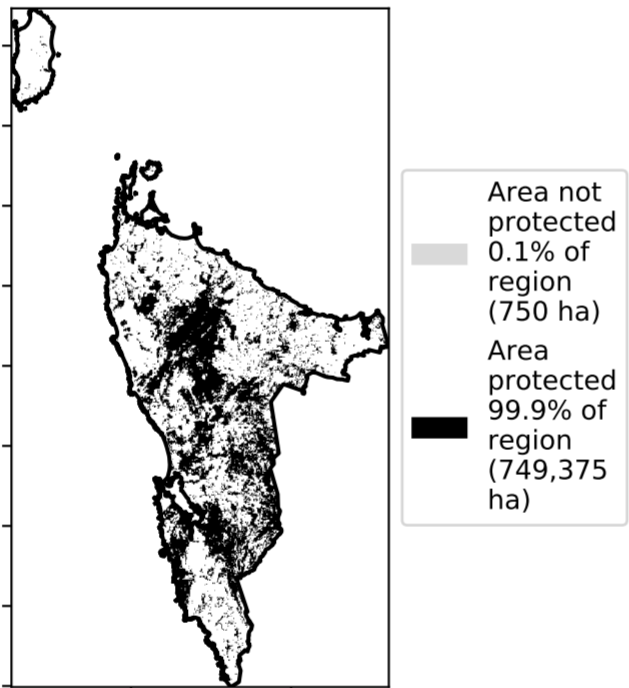 Area not
protected
0.1% of
region
(750 ha)
Area
protected
99.9% of
region
(749,375
ha)